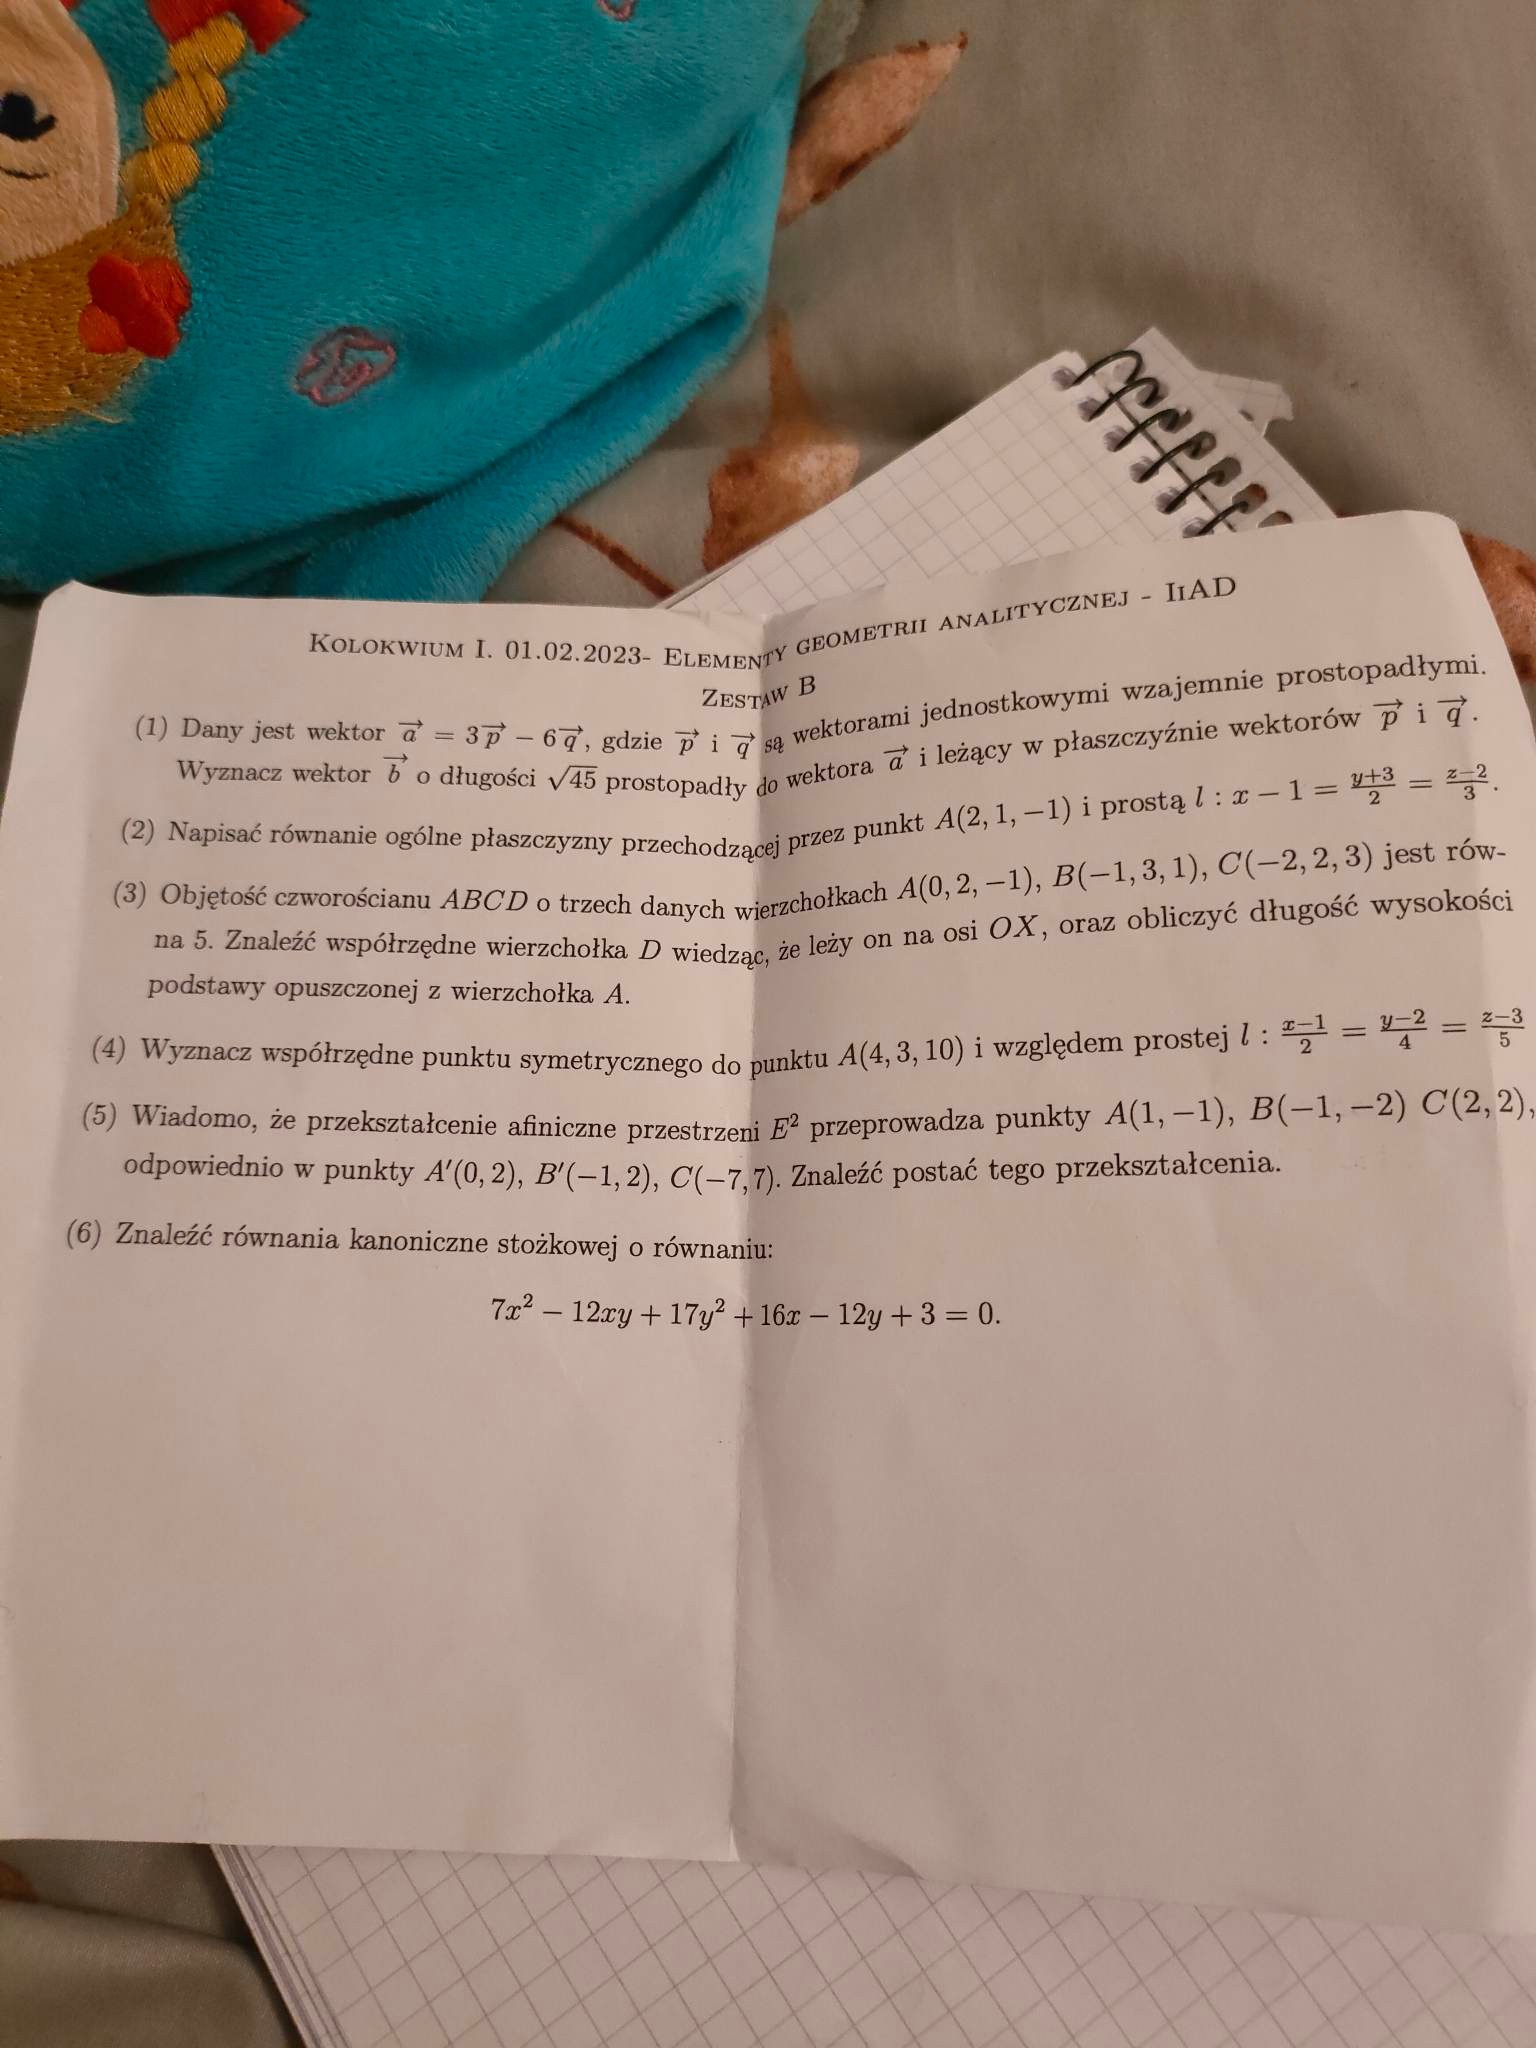 KOLOKWIUM I. 01.02.2023- ELEMENTY GEOMETRII ANALITYCZNEJ - IIAD
ZESTAW B
(1) Dany jest wektor $\overrightarrow{a} = 3\overrightarrow{p} - 6\overrightarrow{q}$, gdzie $\overrightarrow{p}$ i $\overrightarrow{q}$ są wektorami jednostkowymi wzajemnie prostopadłymi.
Wyznacz wektor $\overrightarrow{b}$ o długości $\sqrt{45}$ prostopadły do wektora $\overrightarrow{a}$ i leżący w płaszczyźnie wektorów $\overrightarrow{p}$ i $\overrightarrow{q}$.
(2) Napisać równanie ogólne płaszczyzny przechodzącej przez punkt $A(2, 1, -1)$ i prostą $l : x - 1 = \frac{y+3}{2} = \frac{z-2}{3}$.
(3) Objętość czworościanu $ABCD$ o trzech danych wierzchołkach $A(0, 2, -1)$, $B(-1, 3, 1)$, $C(-2, 2, 3)$ jest rów-
na 5. Znaleźć współrzędne wierzchołka $D$ wiedząc, że leży on na osi $OX$, oraz obliczyć długość wysokości
podstawy opuszczonej z wierzchołka $A$.
(4) Wyznacz współrzędne punktu symetrycznego do punktu $A(4, 3, 10)$ i względem prostej $l : \frac{x-1}{2} = \frac{y-2}{4} = \frac{z-3}{5}$
(5) Wiadomo, że przekształcenie afiniczne przestrzeni $E^2$ przeprowadza punkty $A(1, -1)$, $B(-1, -2)$ $C(2, 2)$,
odpowiednio w punkty $A'(0, 2)$, $B'(-1, 2)$, $C(-7, 7)$. Znaleźć postać tego przekształcenia.
(6) Znaleźć równania kanoniczne stożkowej o równaniu:
$7x^2 - 12xy + 17y^2 + 16x - 12y + 3 = 0.$